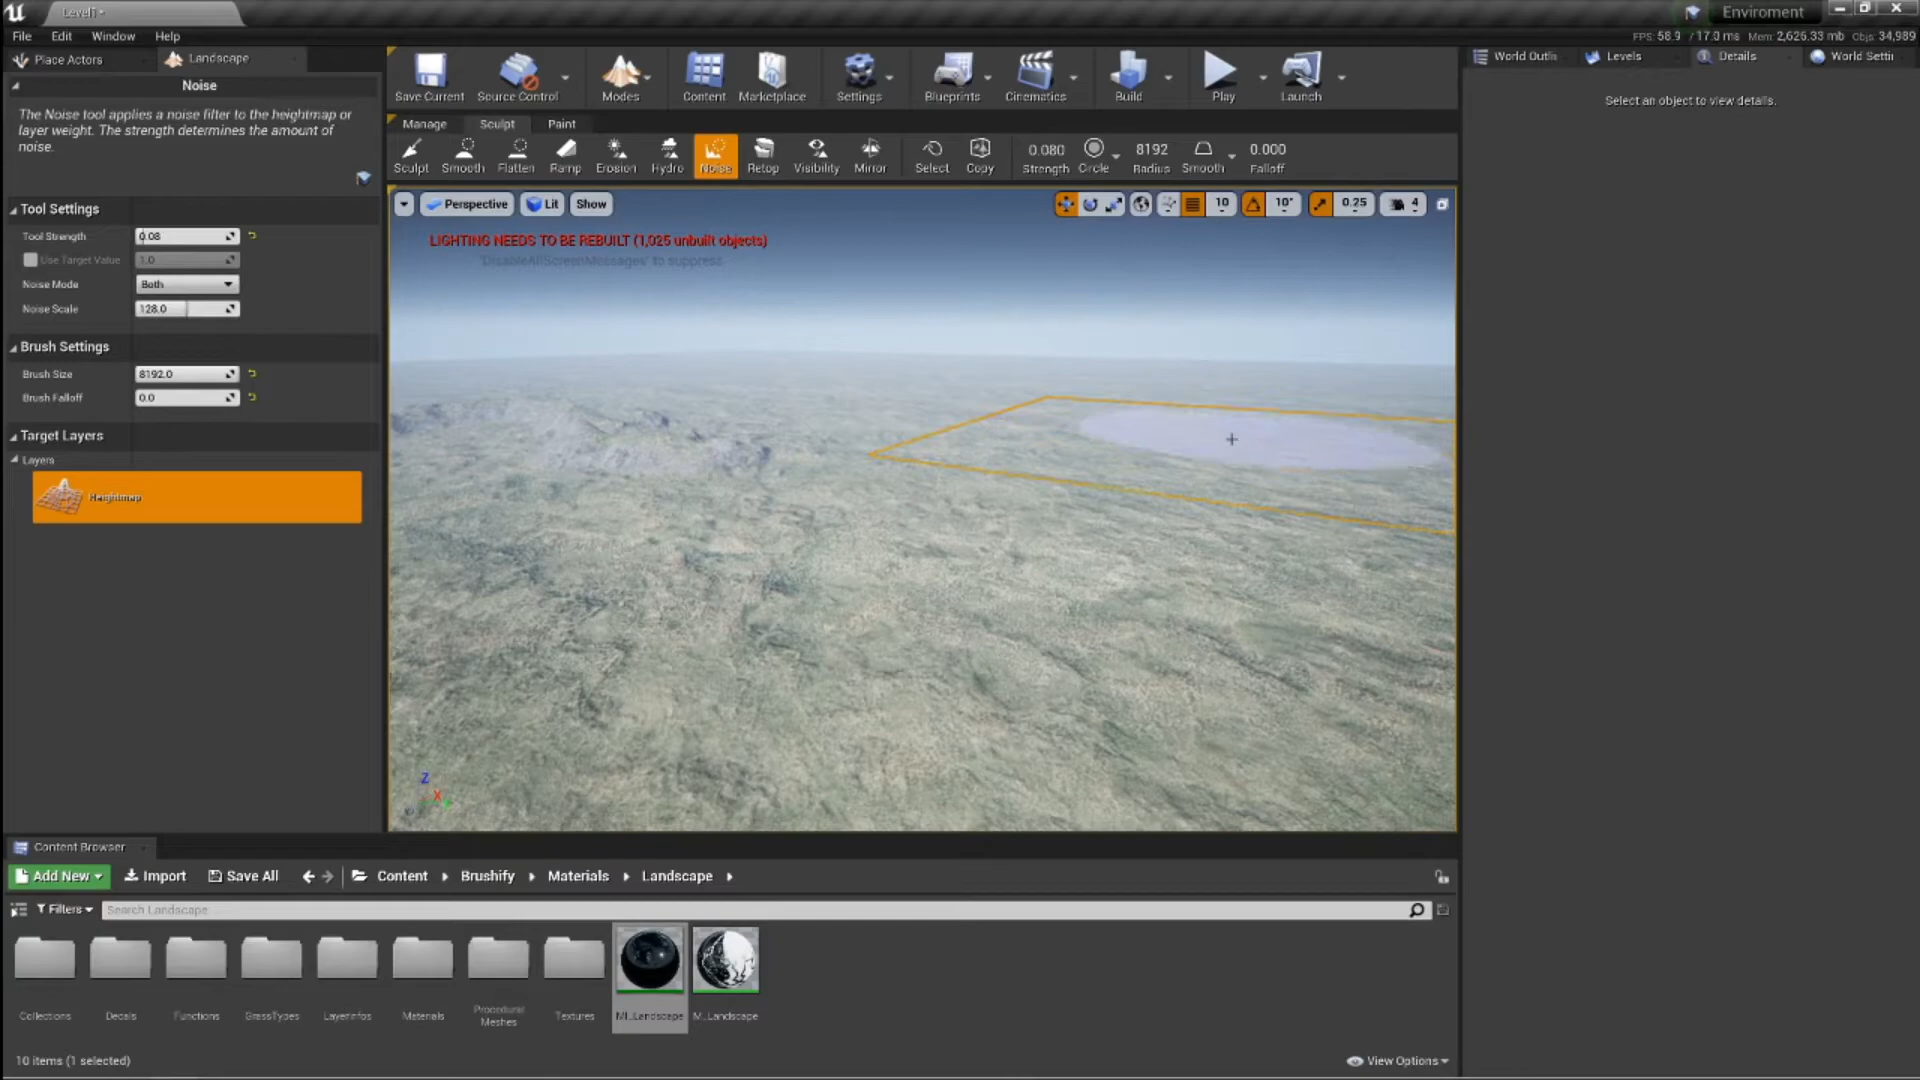 Level1
Enviroment
File Edit Window Help
FPS: 58.9 / 17.0 ms Mem: 2,626.33 mb Objs: 34,989
Place Actors
Landscape
Noise
The Noise tool applies a noise filter to the heightmap or
layer weight. The strength determines the amount of
noise.
Tool Settings
Tool Strength 0.08
Use Target Value 1.0
Noise Mode Both
Noise Scale 128.0
Brush Settings
Brush Size 8192.0
Brush Falloff 0.0
Target Layers
Layers
Heightmap
Save Current Source Control Modes Content Marketplace Settings Blueprints Cinematics Build Play Launch
Manage Sculpt Paint
Sculpt Smooth Flatten Ramp Erosion Hydro Noise Retop Visibility Mirror Select Copy
0.080 8192 0.000
Strength Circle Radius Smooth Falloff
Perspective Lit Show
10 10° 0.25 4
LIGHTING NEEDS TO BE REBUILT (1,025 unbuilt objects)
'DisableAllScreenMessages' to suppress
Z
X
World Outlin Levels Details World Settin
Select an object to view details.
Content Browser
Add New Import Save All Content Brushify Materials Landscape
Filters Search Landscape
Collections Decals Functions GrassTypes LayerInfos Materials Procedural Meshes Textures MI_Landscape M_Landscape
10 items (1 selected)
View Options